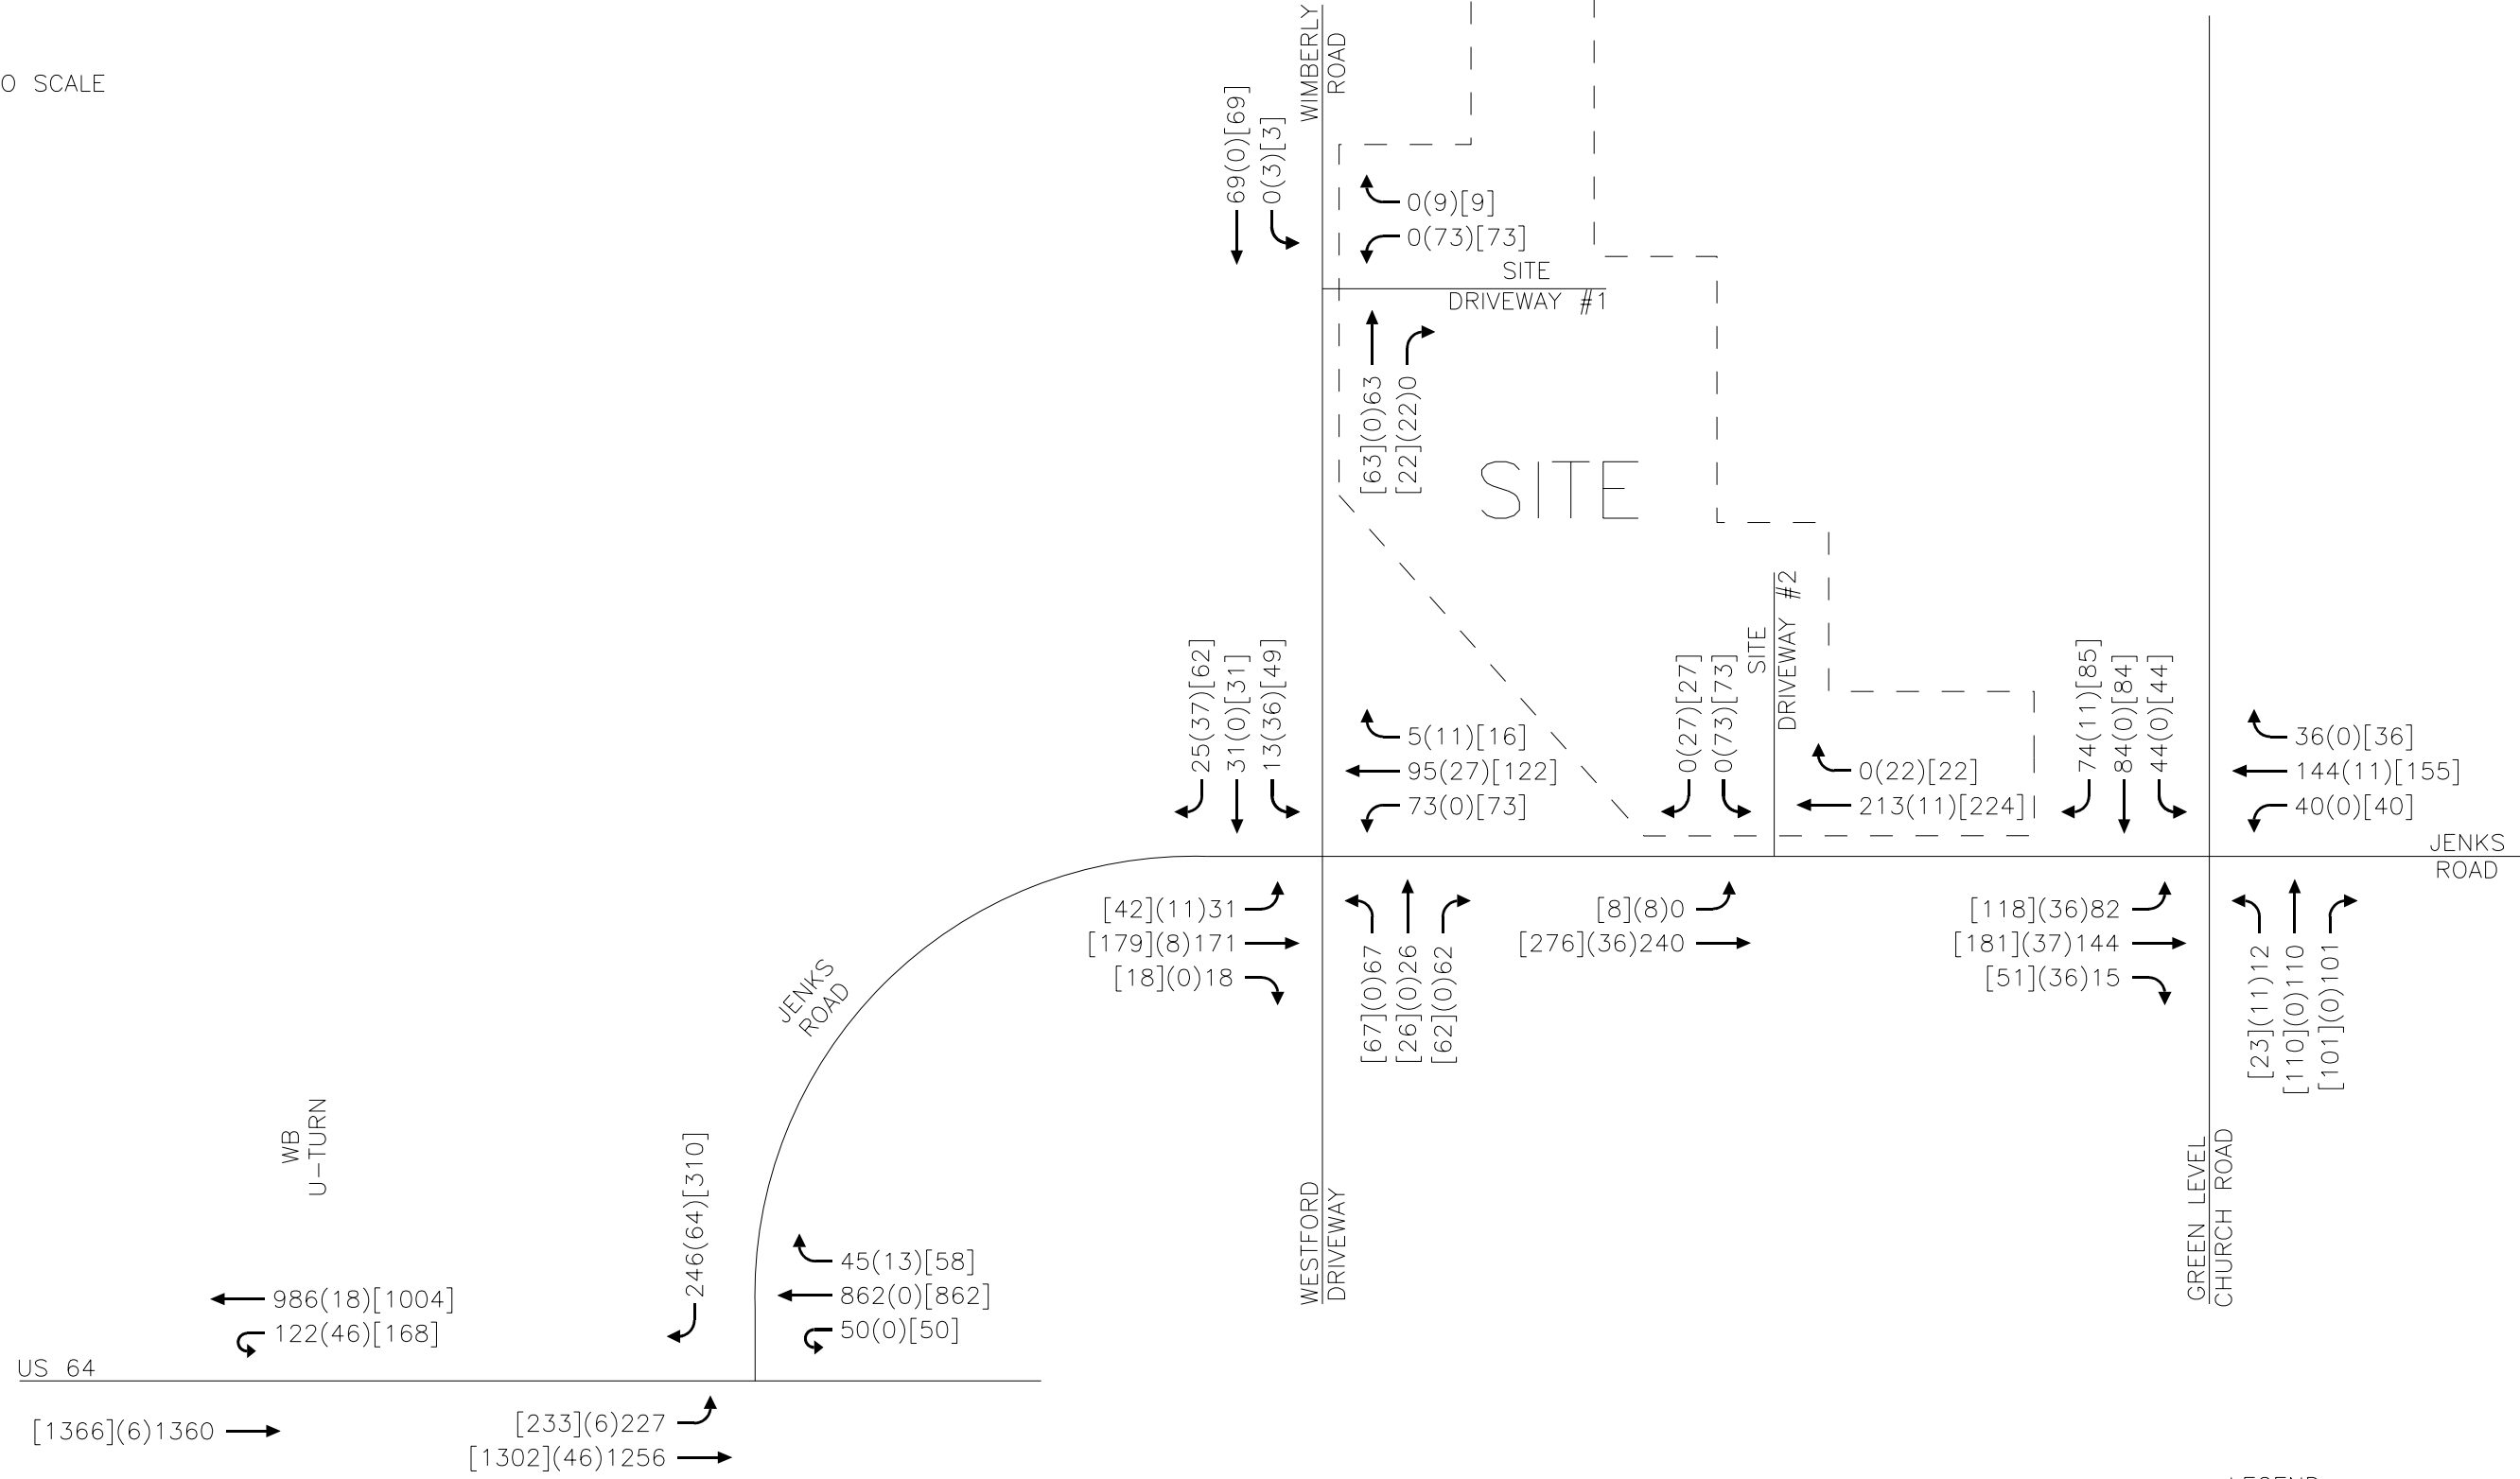 O SCALE
WIMBERLY
ROAD
69(0)[69]
0(3)[3]
0(9)[9]
0(73)[73]
SITE
DRIVEWAY #1
[63](0)63
[22](22)0
SITE
25(37)[62]
31(0)[31]
13(36)[49]
5(11)[16]
95(27)[122]
73(0)[73]
0(27)[27]
0(73)[73]
SITE
DRIVEWAY #2
0(22)[22]
213(11)[224]
74(11)[85]
84(0)[84]
44(0)[44]
36(0)[36]
144(11)[155]
40(0)[40]
JENKS
ROAD
[42](11)31
[179](8)171
[18](0)18
[67](0)67
[26](0)26
[62](0)62
[8](8)0
[276](36)240
[118](36)82
[181](37)144
[51](36)15
[23](11)12
[110](0)110
[101](0)101
JENKS
ROAD
WB
U-TURN
246(64)[310]
45(13)[58]
862(0)[862]
50(0)[50]
WESTFORD
DRIVEWAY
GREEN LEVEL
CHURCH ROAD
986(18)[1004]
122(46)[168]
US 64
[1366](6)1360
[233](6)227
[1302](46)1256